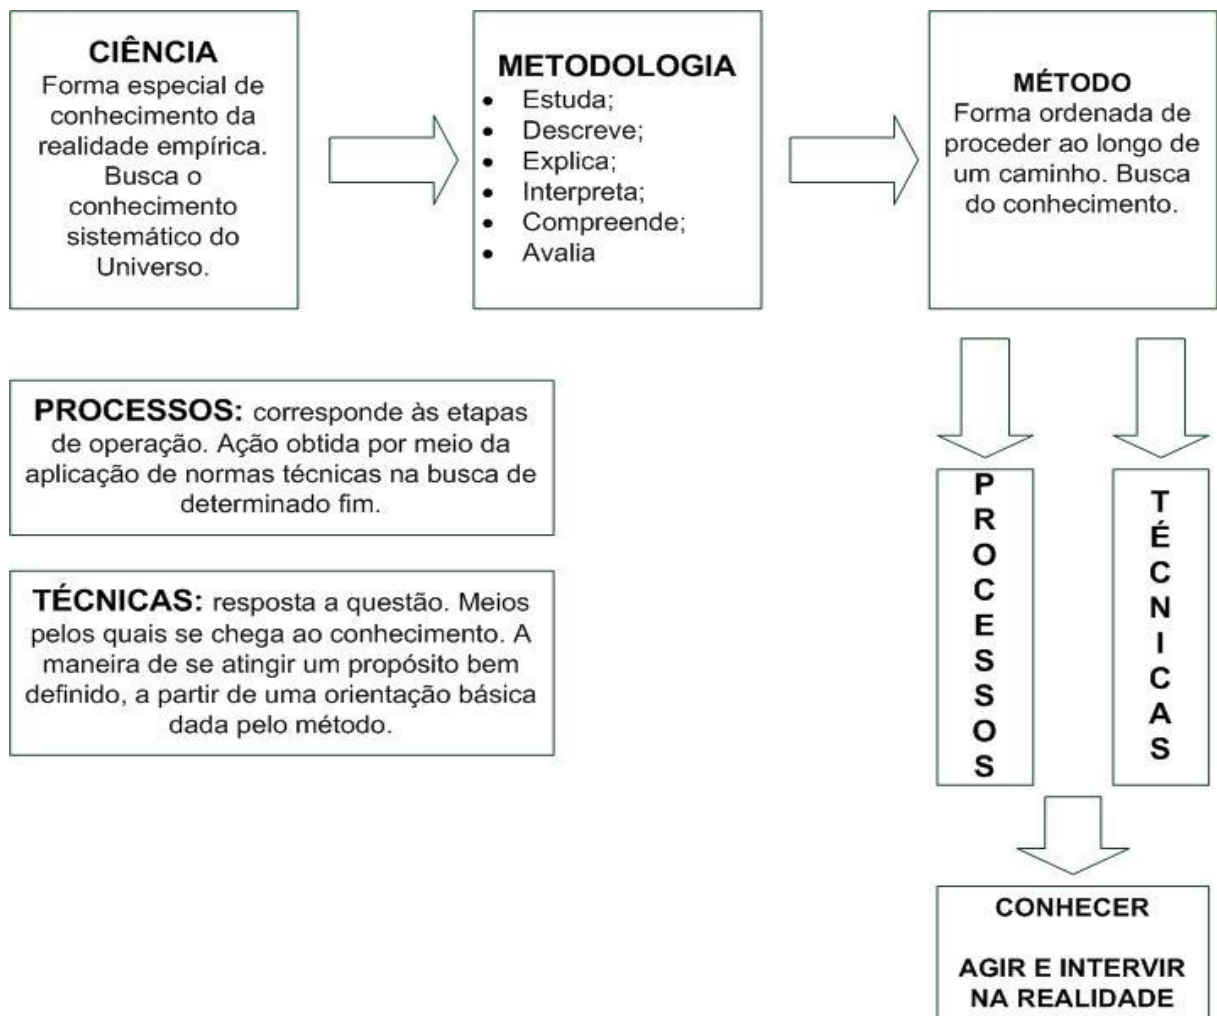 CIÊNCIA
Forma especial de
conhecimento da
realidade empírica.
Busca o
conhecimento
sistemático do
Universo.
METODOLOGIA
• Estuda;
• Descreve;
• Explica;
• Interpreta;
• Compreende;
• Avalia
MÉTODO
Forma ordenada de
proceder ao longo de
um caminho. Busca
do conhecimento.
PROCESSOS: corresponde às etapas
de operação. Ação obtida por meio da
aplicação de normas técnicas na busca de
determinado fim.
TÉCNICAS: resposta a questão. Meios
pelos quais se chega ao conhecimento. A
maneira de se atingir um propósito bem
definido, a partir de uma orientação básica
dada pelo método.
PROCESSOS
TÉCNICAS
CONHECER
AGIR E INTERVIR
NA REALIDADE